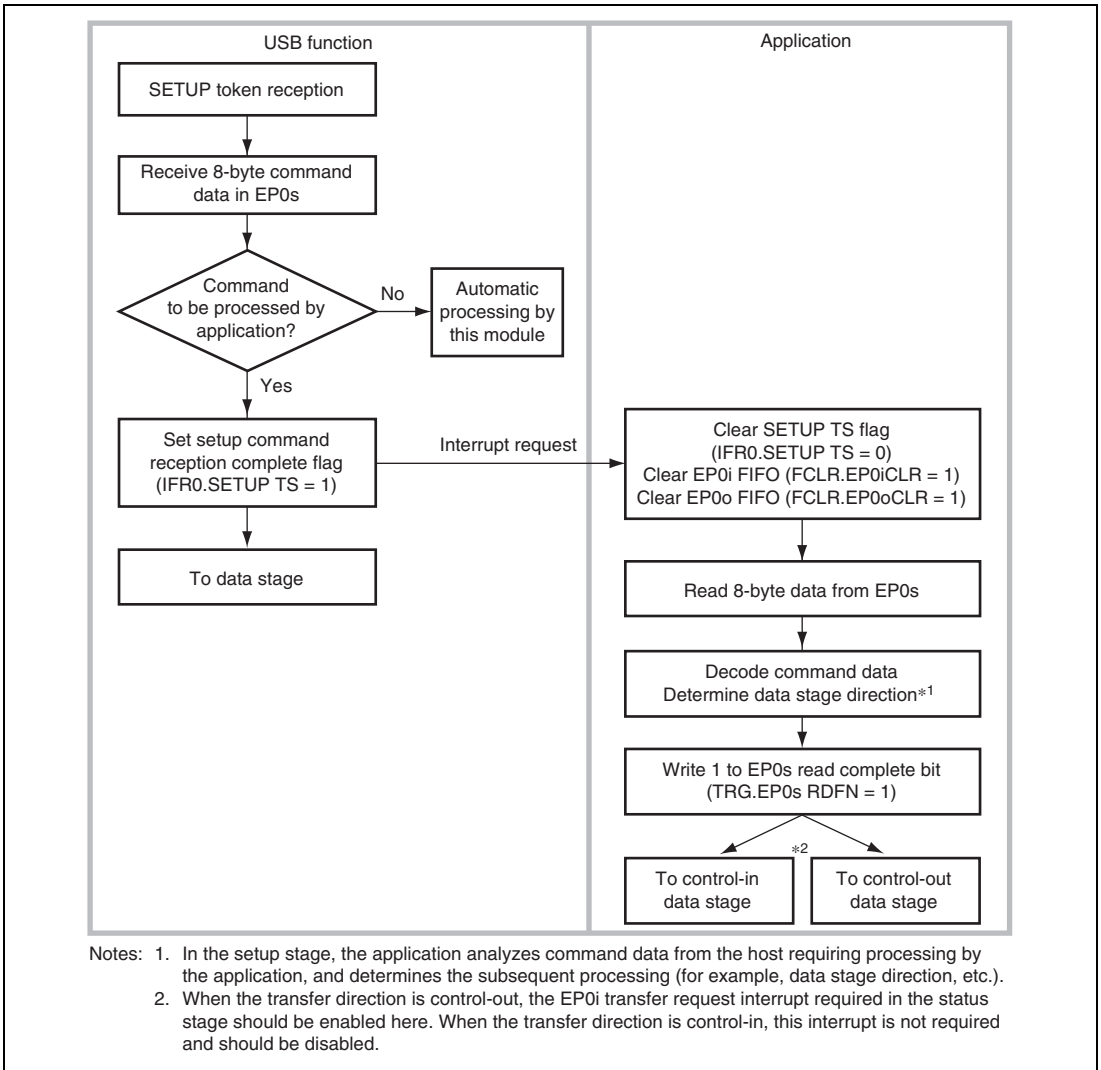 USB function
SETUP token reception
Receive 8-byte command
data in EP0s
Command
to be processed by
application?
No
Automatic
processing by
this module
Yes
Set setup command
reception complete flag
(IFR0.SETUP TS = 1)
Interrupt request
To data stage
Application
Clear SETUP TS flag
(IFR0.SETUP TS = 0)
Clear EP0i FIFO (FCLR.EP0iCLR = 1)
Clear EP0o FIFO (FCLR.EP0oCLR = 1)
Read 8-byte data from EP0s
Decode command data
Determine data stage direction*1
Write 1 to EP0s read complete bit
(TRG.EP0s RDFN = 1)
*2
To control-in
data stage
To control-out
data stage
Notes: 1. In the setup stage, the application analyzes command data from the host requiring processing by
the application, and determines the subsequent processing (for example, data stage direction, etc.).
2. When the transfer direction is control-out, the EP0i transfer request interrupt required in the status
stage should be enabled here. When the transfer direction is control-in, this interrupt is not required
and should be disabled.